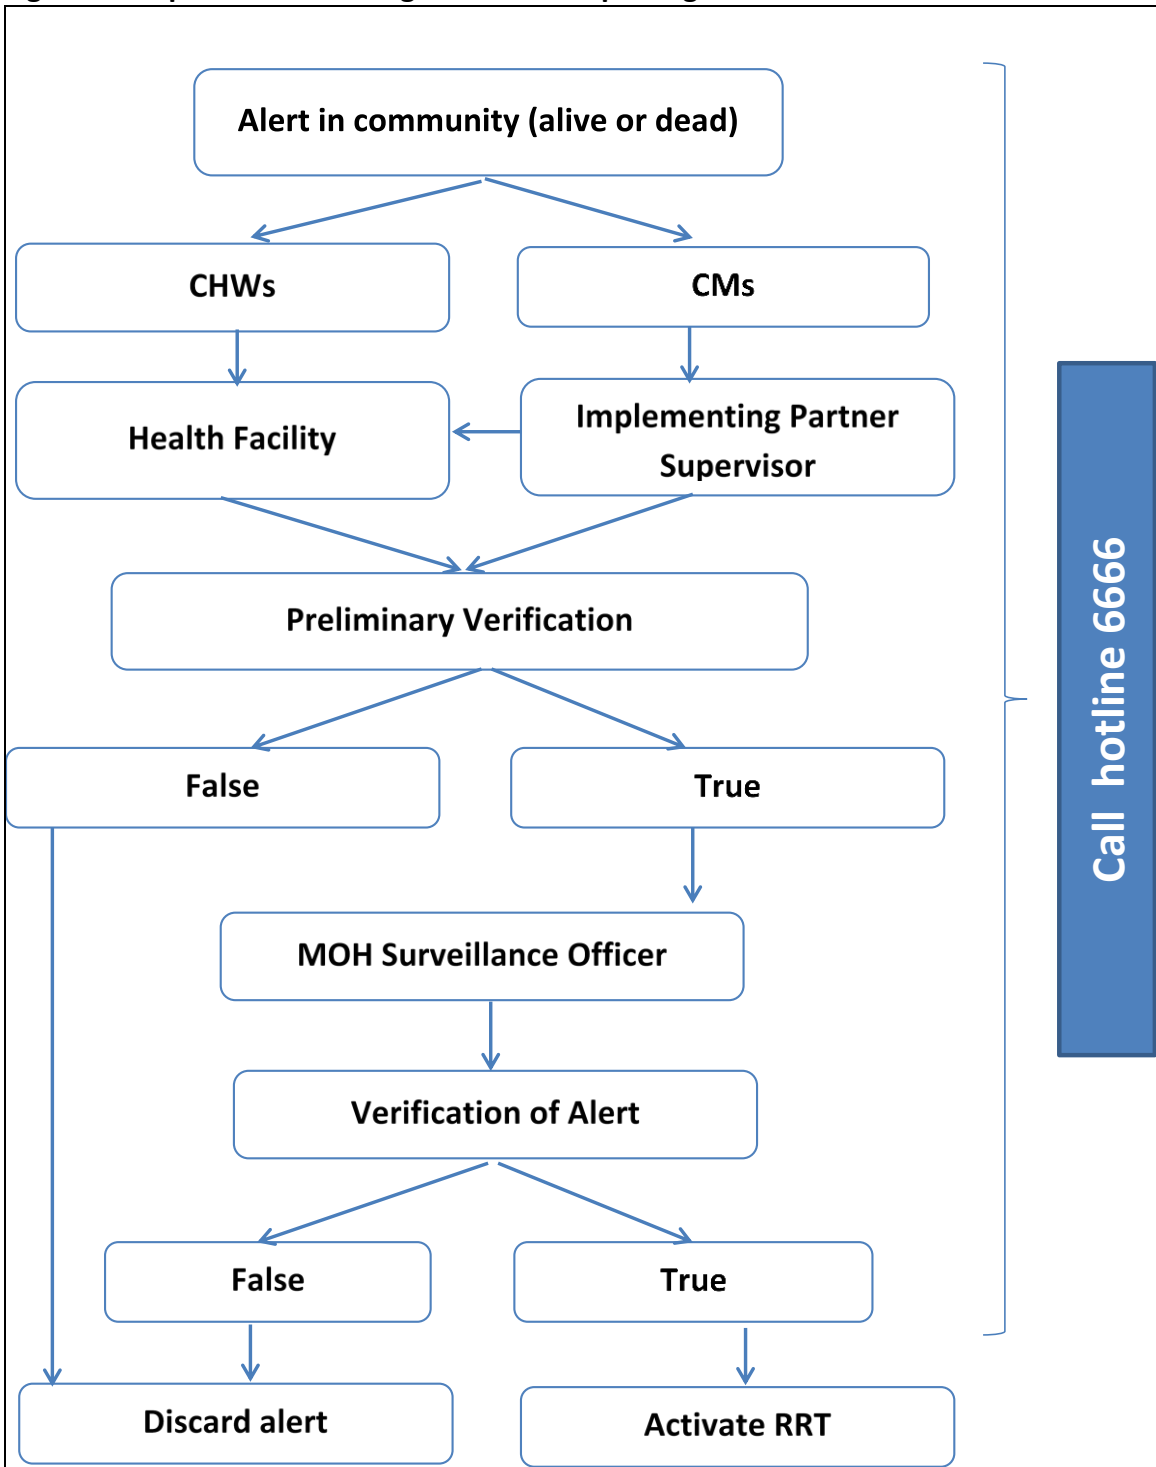 Alert in community (alive or dead)
CHWs
CMs
Health Facility
Implementing Partner
Supervisor
Preliminary Verification
False
True
MOH Surveillance Officer
Verification of Alert
False
True
Discard alert
Activate RRT
Call hotline 6666